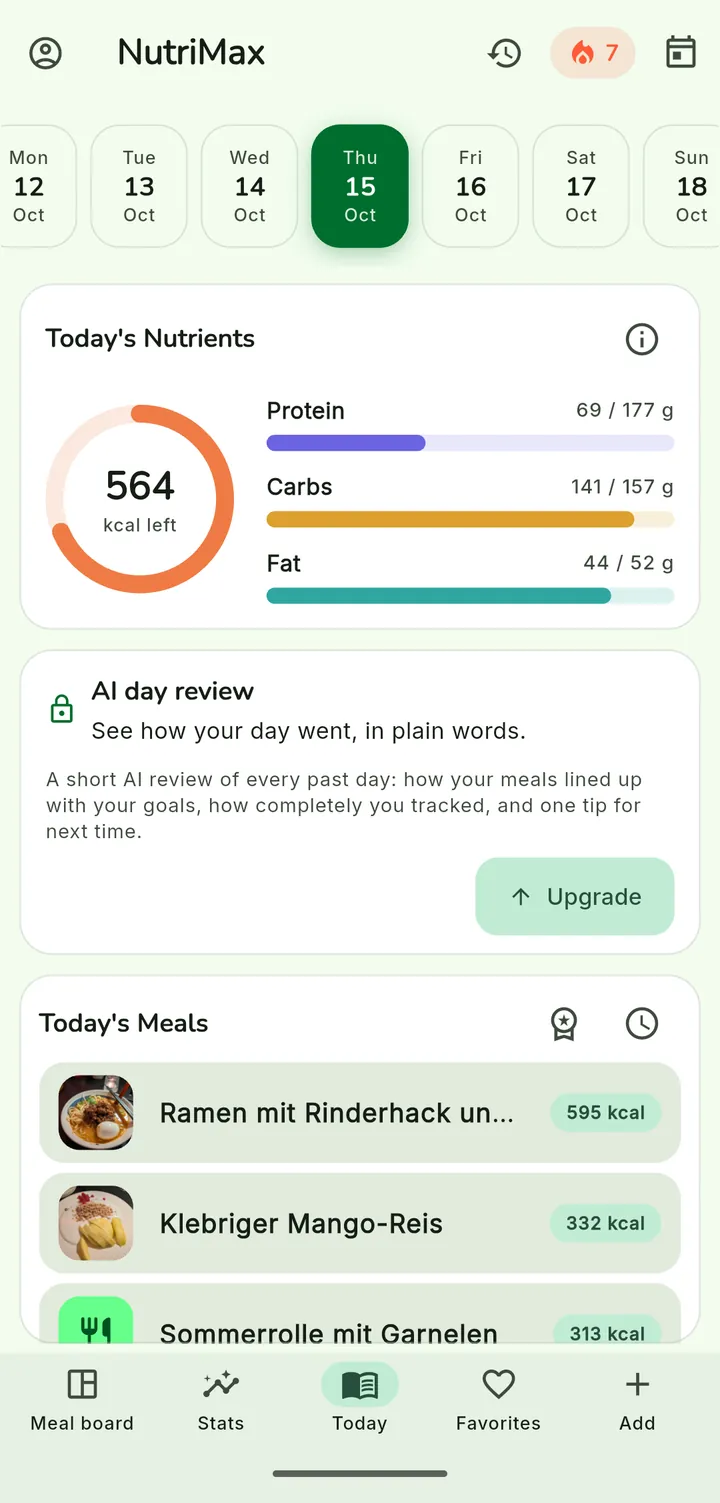 NutriMax
7
Mon
12
Oct
Tue
13
Oct
Wed
14
Oct
Thu
15
Oct
Fri
16
Oct
Sat
17
Oct
Sun
18
Oct
Today's Nutrients
564
kcal left
Protein
69 / 177 g
Carbs
141 / 157 g
Fat
44 / 52 g
AI day review
See how your day went, in plain words.
A short AI review of every past day: how your meals lined up
with your goals, how completely you tracked, and one tip for
next time.
Upgrade
Today's Meals
Ramen mit Rinderhack un...
595 kcal
Klebriger Mango-Reis
332 kcal
Sommerrolle mit Garnelen
313 kcal
Meal board
Stats
Today
Favorites
Add